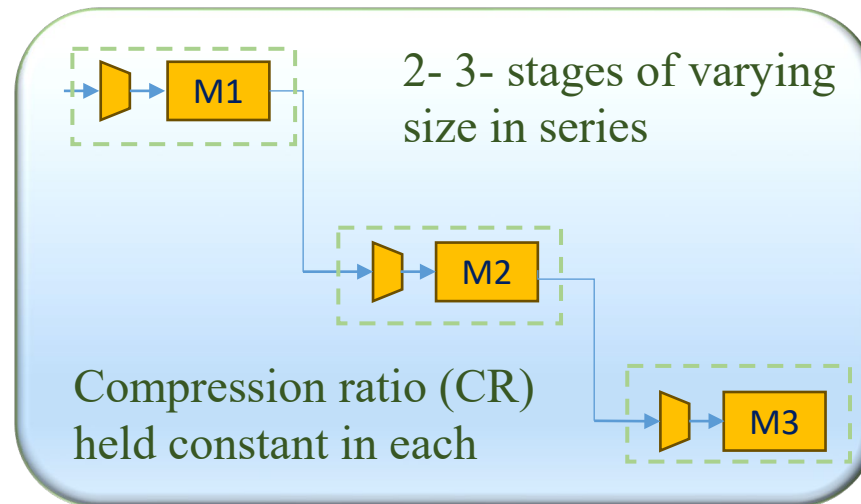 M1
2- 3- stages of varying
size in series
M2
Compression ratio (CR)
held constant in each
M3